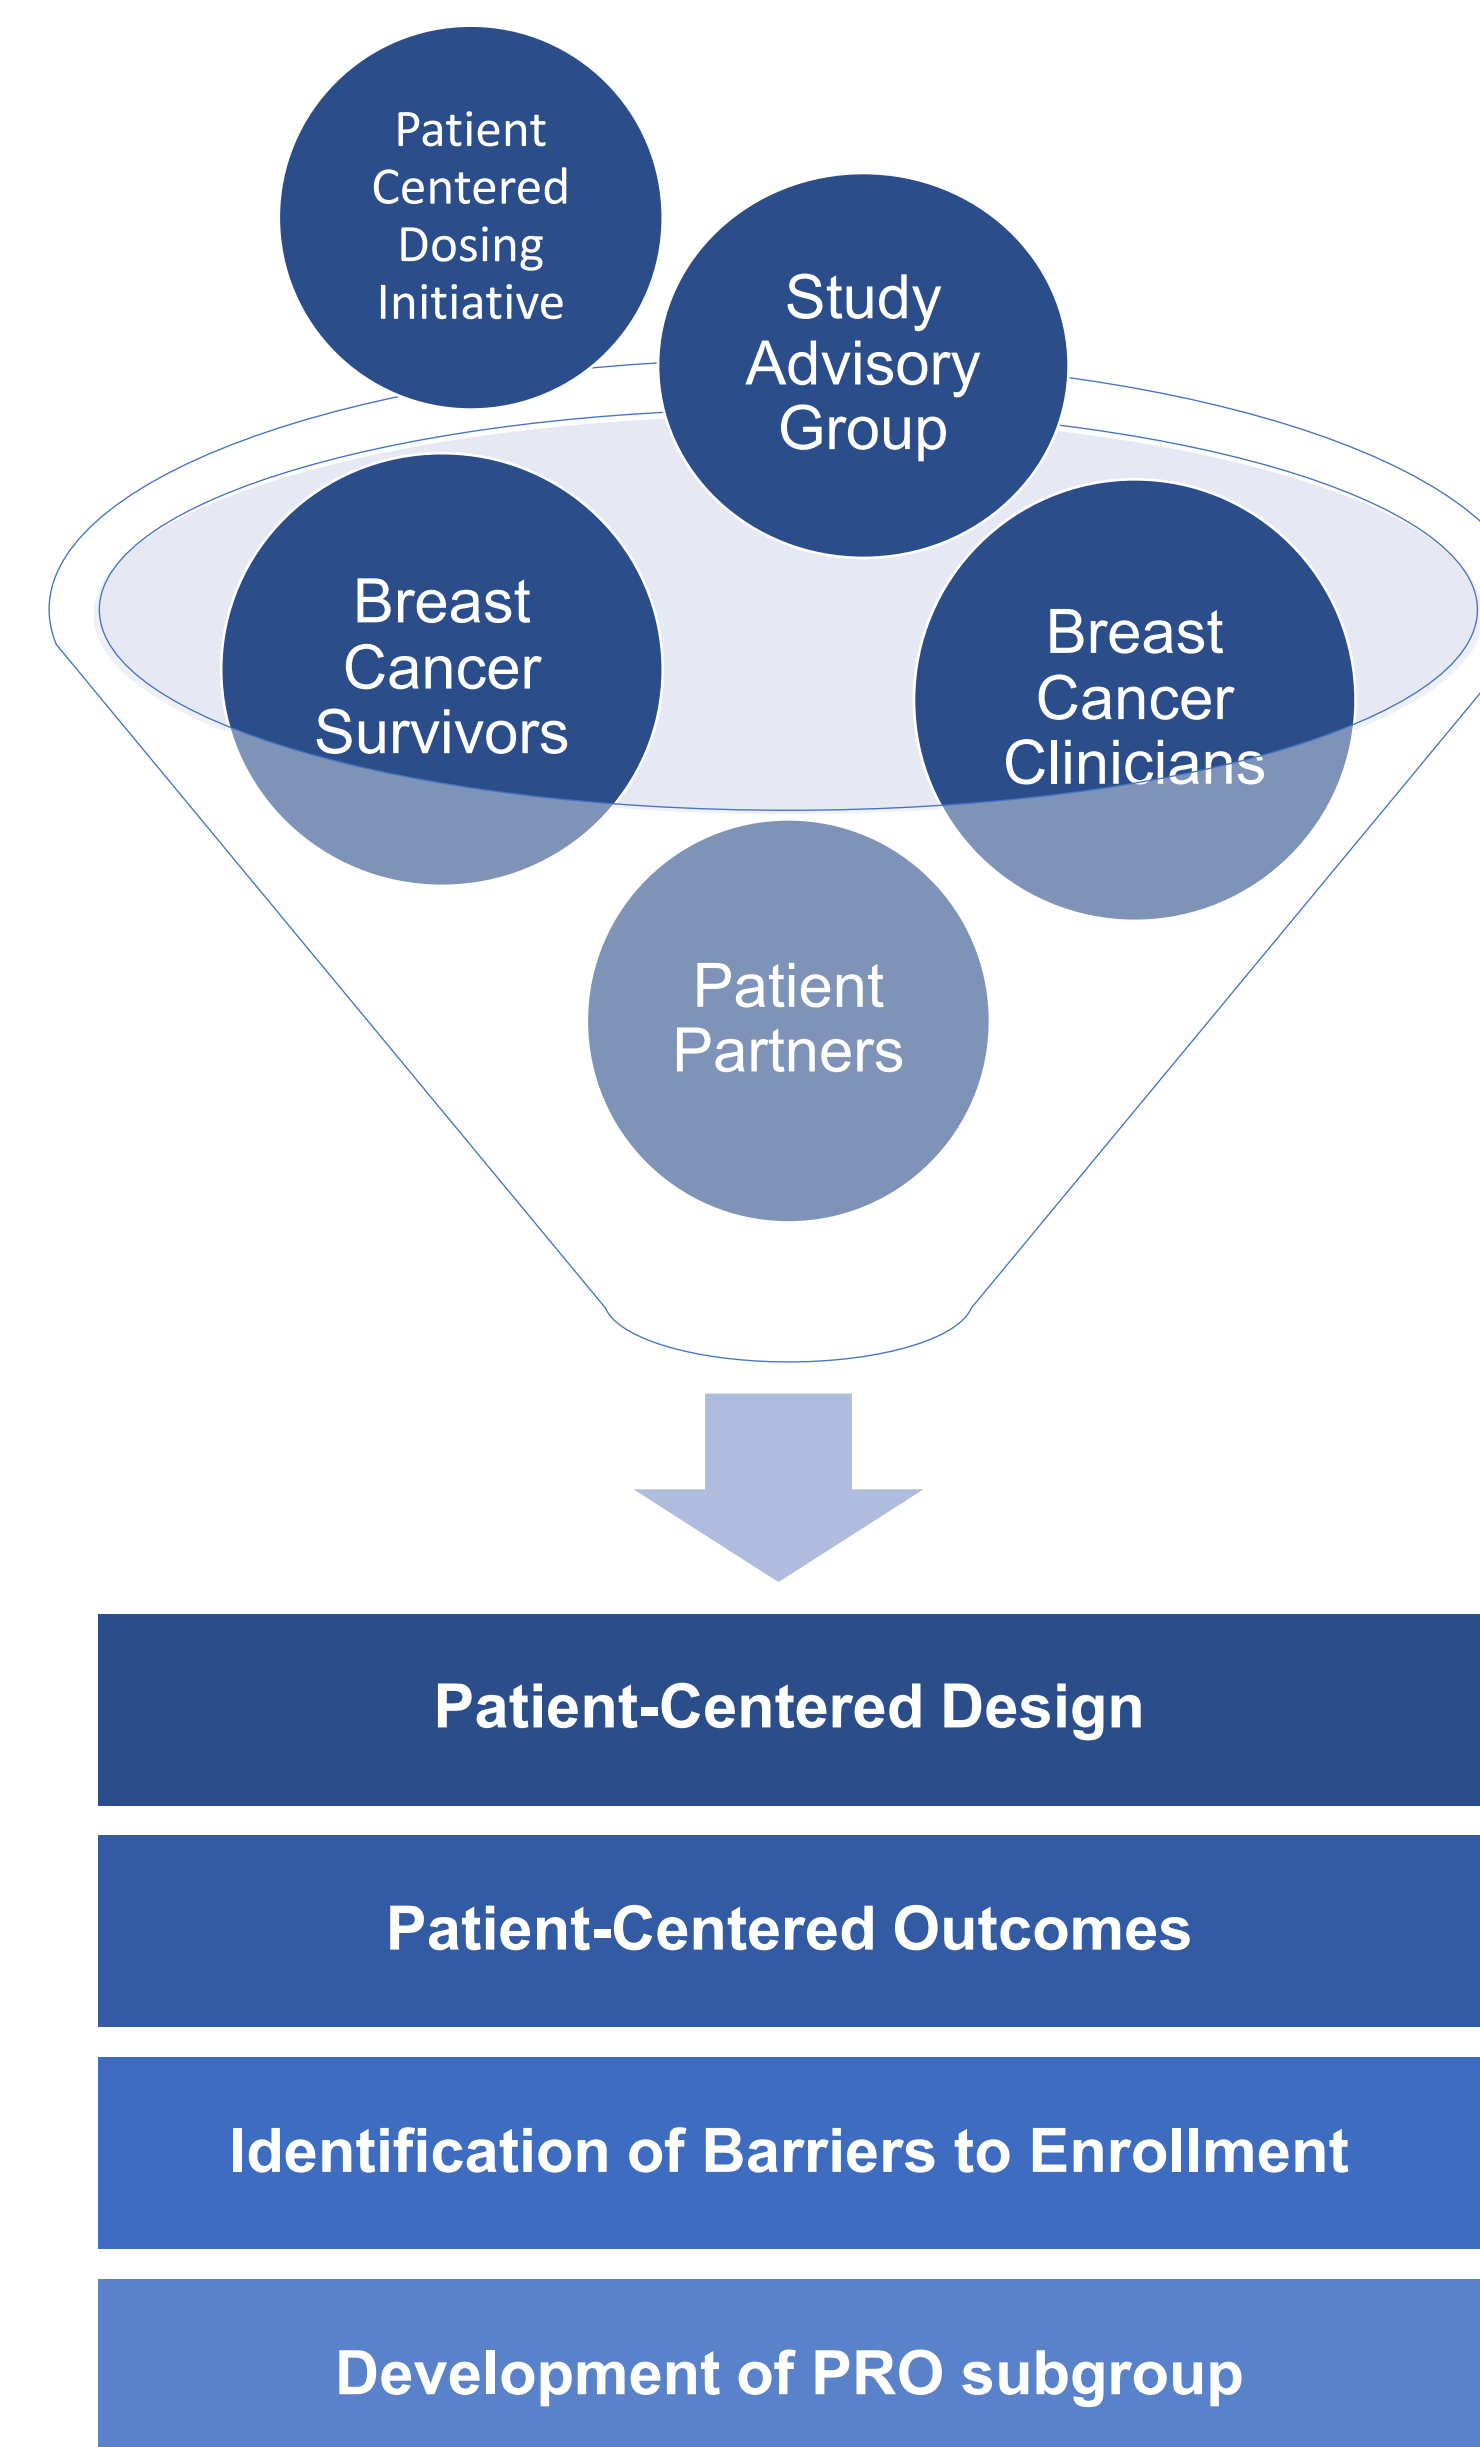 Patient
Centered
Dosing
Initiative
Study
Advisory
Group
Breast
Cancer
Survivors
Breast
Cancer
Clinicians
Patient
Partners
Patient-Centered Design
Patient-Centered Outcomes
Identification of Barriers to Enrollment
Development of PRO subgroup